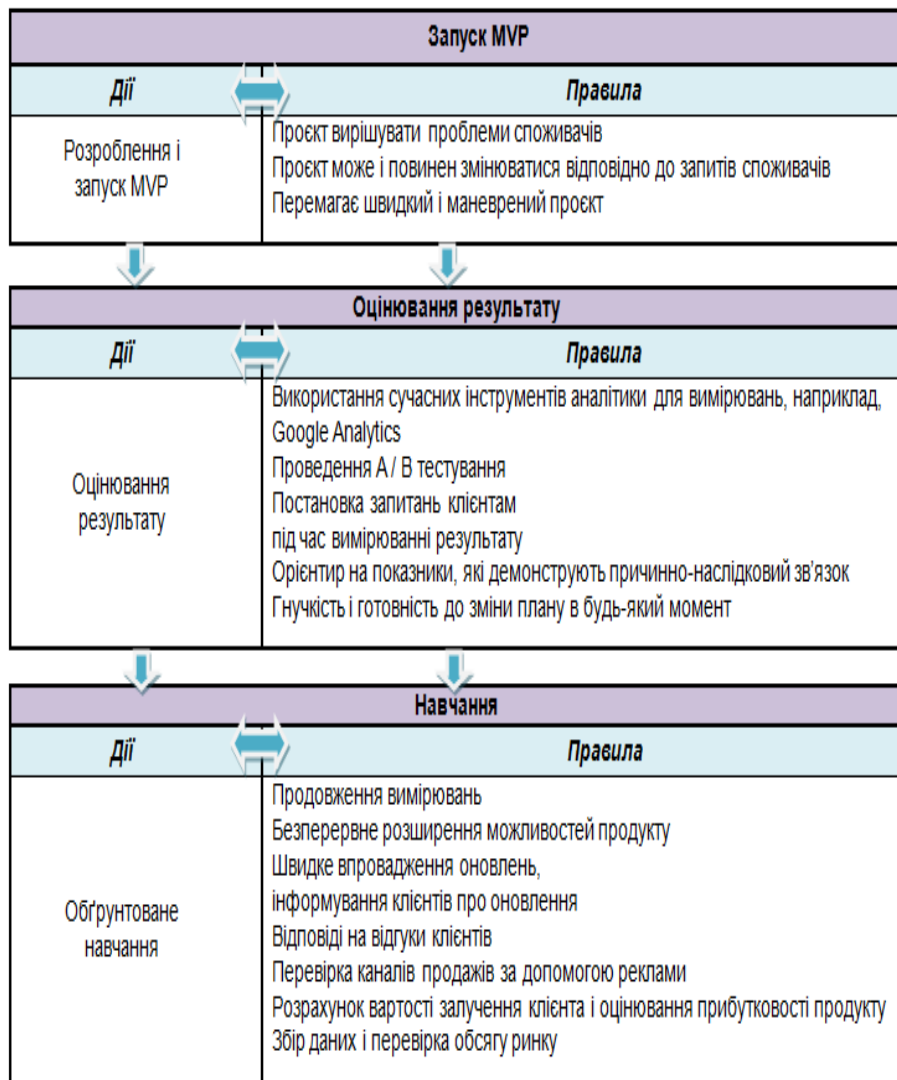 Запуск MVP
Дії
Правила
Розроблення і
запуск MVP
Проєкт вирішувати проблеми споживачів
Проєкт може і повинен змінюватися відповідно до запитів споживачів
Перемагає швидкий і маневрений проєкт
Оцінювання результату
Дії
Правила
Оцінювання
результату
Використання сучасних інструментів аналітики для вимірювань, наприклад,
Google Analytics
Проведення А / В тестування
Постановка запитань клієнтам
під час вимірюванні результату
Орієнтир на показники, які демонструють причинно-наслідковий зв'язок
Гнучкість і готовність до зміни плану в будь-який момент
Навчання
Дії
Правила
Обґрунтоване
навчання
Продовження вимірювань
Безперервне розширення можливостей продукту
Швидке впровадження оновлень,
інформування клієнтів про оновлення
Відповіді на відгуки клієнтів
Перевірка каналів продажів за допомогою реклами
Розрахунок вартості залучення клієнта і оцінювання прибутковості продукту
Збір даних і перевірка обсягу ринку